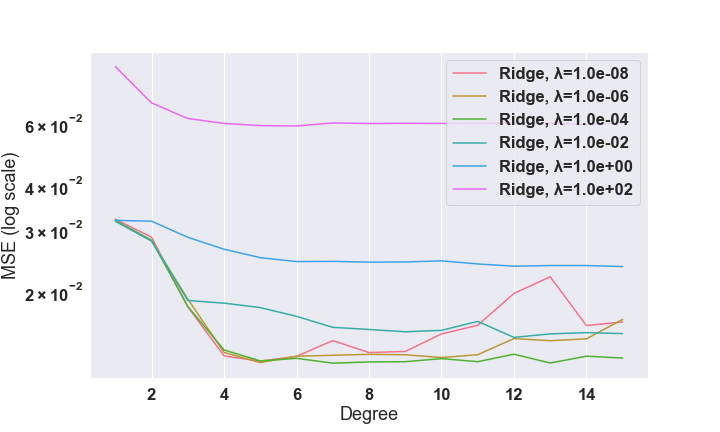 MSE (log scale)
6 × 10⁻²
4 × 10⁻²
3 × 10⁻²
2 × 10⁻²
Ridge, λ=1.0e-08
Ridge, λ=1.0e-06
Ridge, λ=1.0e-04
Ridge, λ=1.0e-02
Ridge, λ=1.0e+00
Ridge, λ=1.0e+02
2 4 6 8 10 12 14
Degree